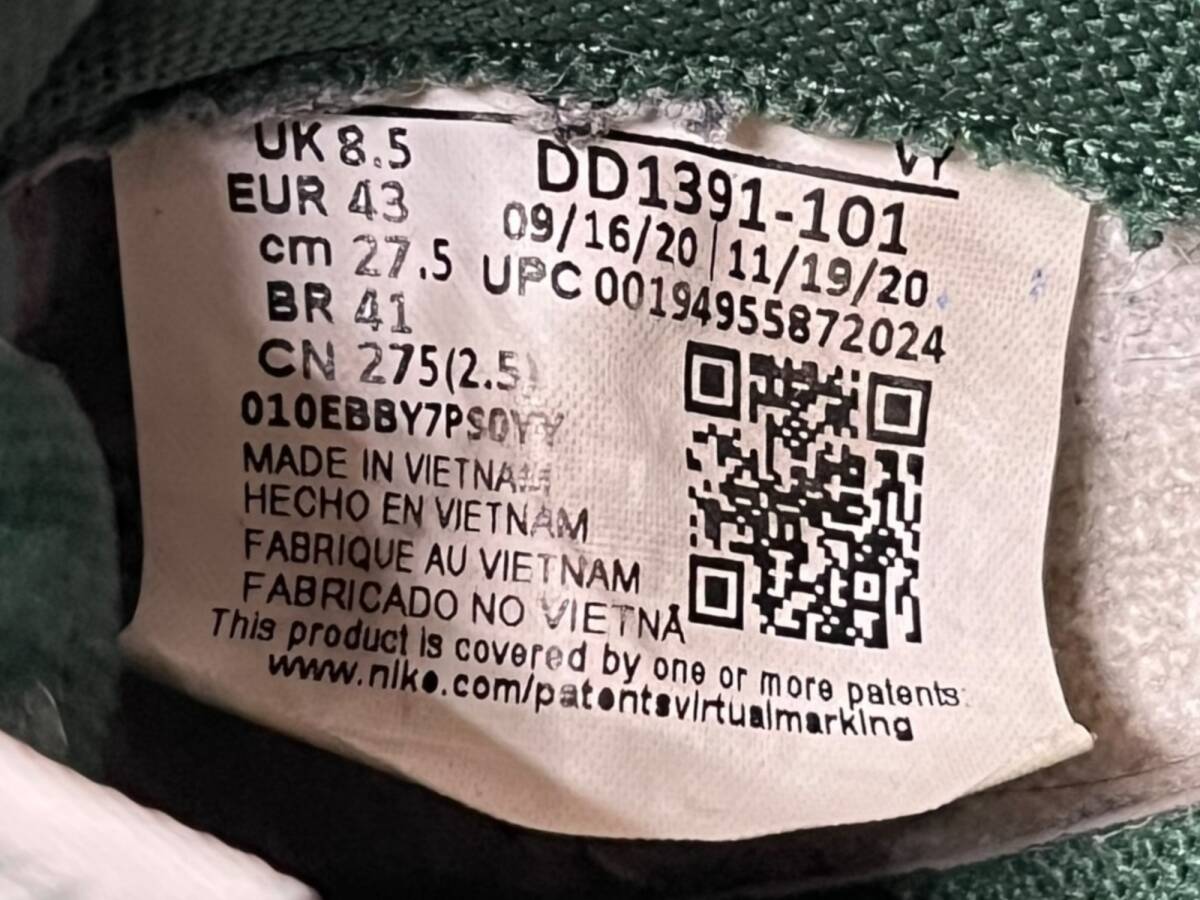 UK 8.5
EUR 43
cm 27.5
BR 41
CN 275(2.5)
VY
DD1391-101
09/16/20 | 11/19/20
UPC 00194955872024
010EBBY7PS0YY
MADE IN VIETNAM
HECHO EN VIETNAM
FABRIQUE AU VIETNAM
FABRICADO NO VIETNÃ
This product is covered by one or more patents:
www.nike.com/patentsvirtualmarking